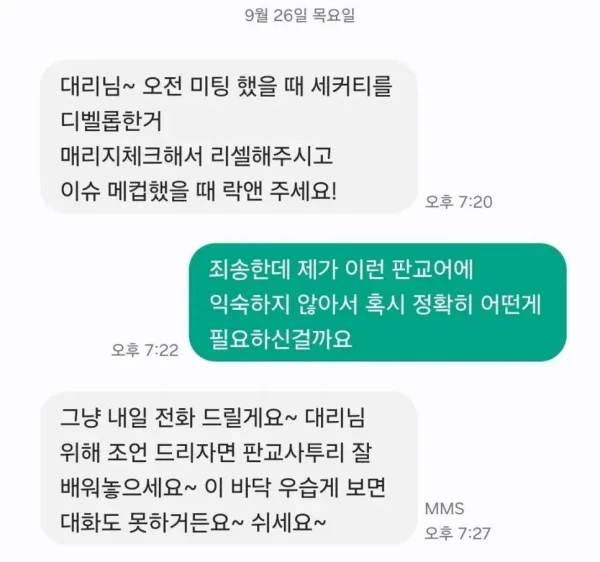 9월 26일 목요일
대리님~ 오전 미팅 했을 때 세커티를
디벨롭한거
매리지체크해서 리셀해주시고
이슈 메컵했을 때 락앤 주세요!
오후 7:20
죄송한데 제가 이런 판교어에
익숙하지 않아서 혹시 정확히 어떤게
필요하신걸까요
오후 7:22
그냥 내일 전화 드릴게요~ 대리님
위해 조언 드리자면 판교사투리 잘
배워놓으세요~ 이 바닥 우습게 보면
대화도 못하거든요~ 쉬세요~
MMS
오후 7:27